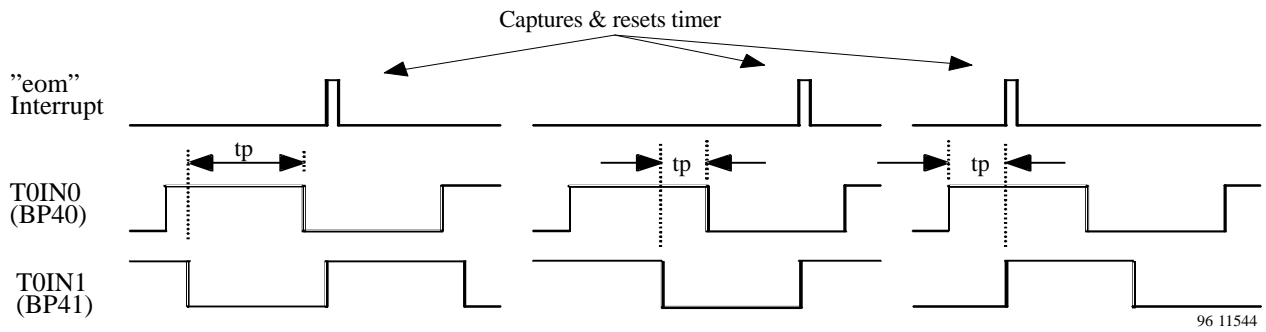 Captures & resets timer
”eom”
Interrupt
tp
tp
tp
T0IN0
(BP40)
T0IN1
(BP41)
96 11544